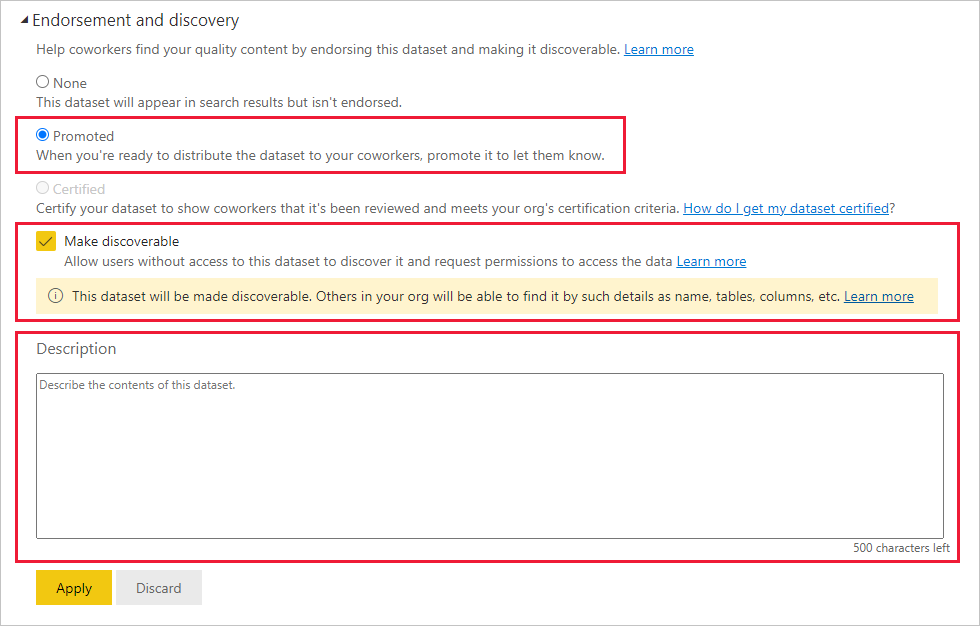 Endorsement and discovery
Help coworkers find your quality content by endorsing this dataset and making it discoverable. Learn more
None
This dataset will appear in search results but isn't endorsed.
Promoted
When you're ready to distribute the dataset to your coworkers, promote it to let them know.
Certified
Certify your dataset to show coworkers that it's been reviewed and meets your org's certification criteria. How do I get my dataset certified?
Make discoverable
Allow users without access to this dataset to discover it and request permissions to access the data Learn more
This dataset will be made discoverable. Others in your org will be able to find it by such details as name, tables, columns, etc. Learn more
Description
Describe the contents of this dataset.
500 characters left
Apply Discard